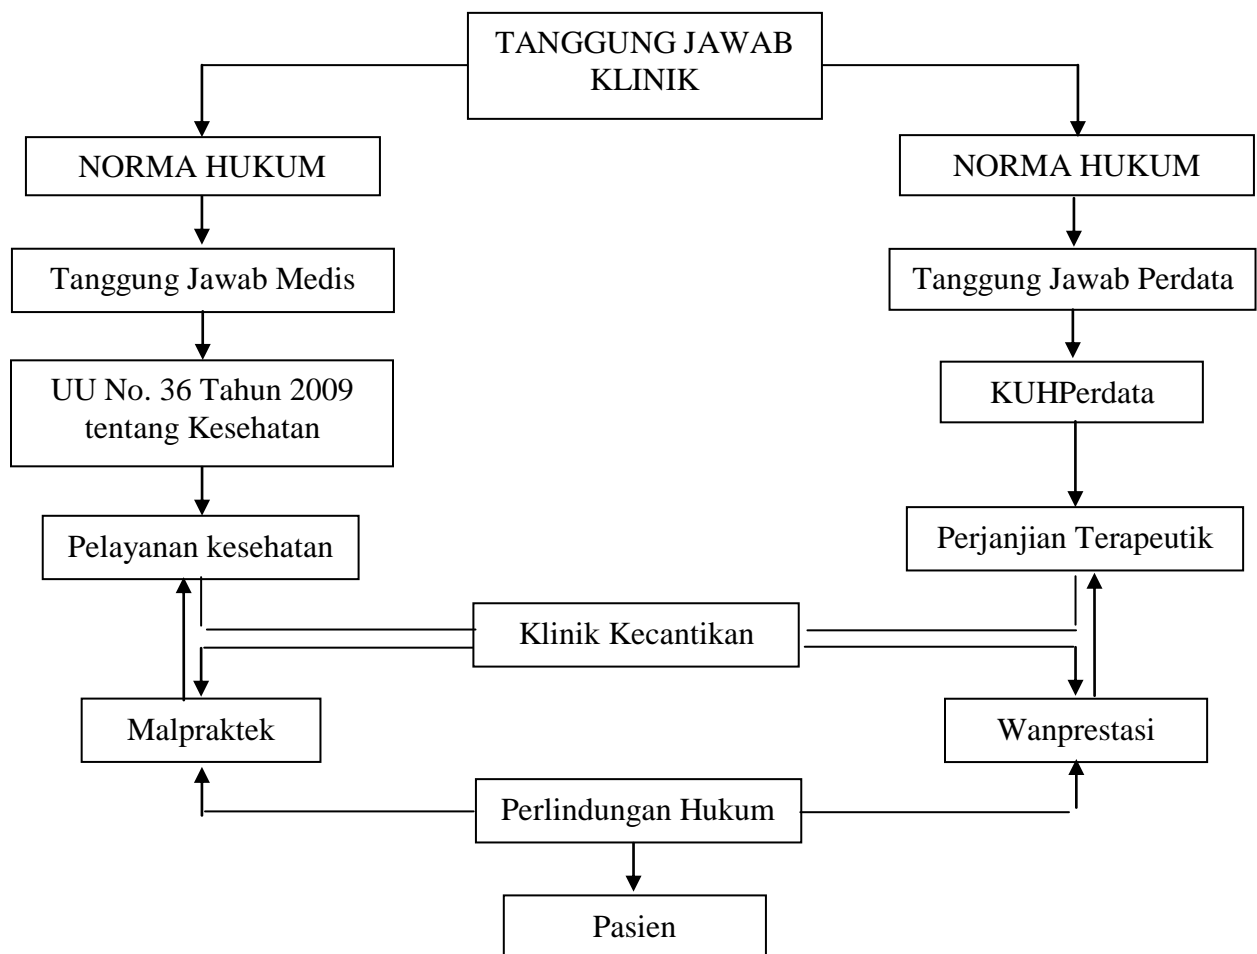 TANGGUNG JAWAB
KLINIK
NORMA HUKUM
NORMA HUKUM
Tanggung Jawab Medis
Tanggung Jawab Perdata
UU No. 36 Tahun 2009
tentang Kesehatan
KUHPerdata
Pelayanan kesehatan
Perjanjian Terapeutik
Klinik Kecantikan
Malpraktek
Wanprestasi
Perlindungan Hukum
Pasien